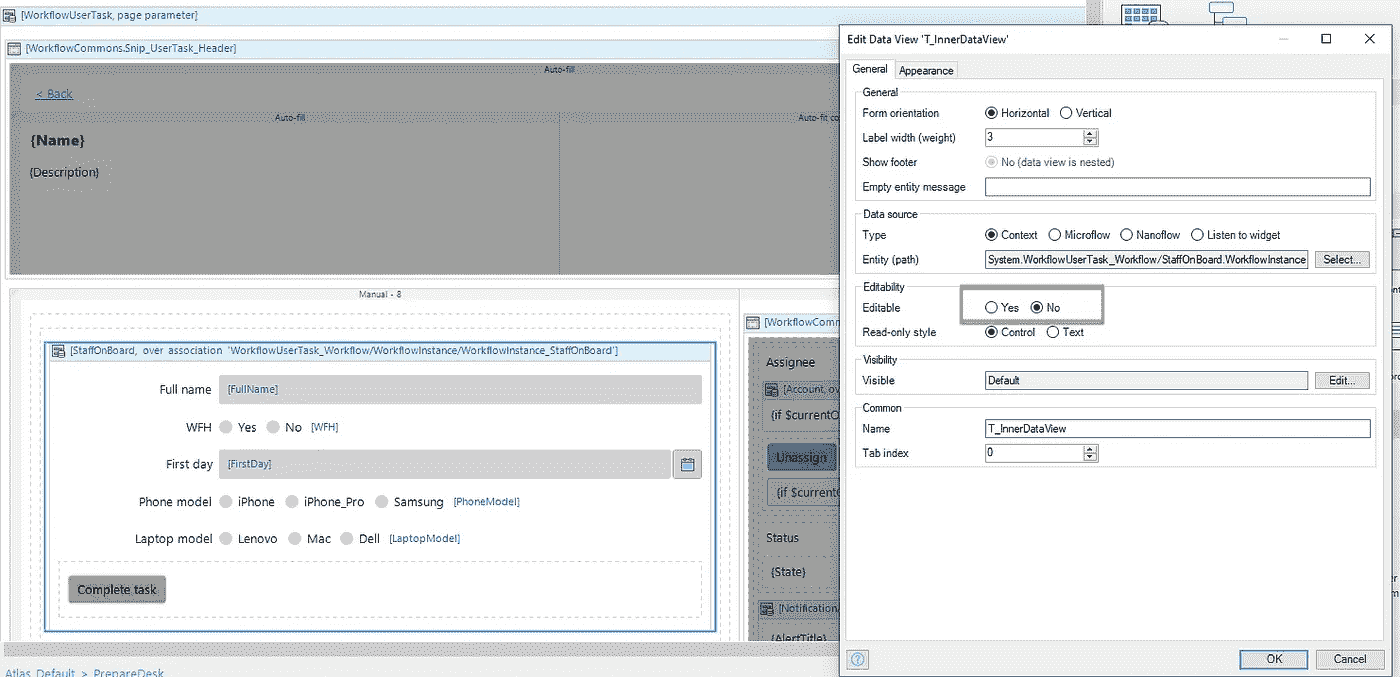 [WorkflowUserTask, page parameter]
[WorkflowCommons.Snip_UserTask_Header]
Auto-fill
< Back
Auto-fill
Auto-fit co
{Name}
{Description}
Manual - 8
[StaffOnBoard, over association 'WorkflowUserTask_Workflow/WorkflowInstance/WorkflowInstance_StaffOnBoard']
Full name [FullName]
WFH Yes No [WFH]
First day [FirstDay]
Phone model iPhone iPhone_Pro Samsung [PhoneModel]
Laptop model Lenovo Mac Dell [LaptopModel]
Complete task
[WorkflowComm
Assignee
[Account, ov
{if $currentO
Unassign
{if $current
Status
{State}
[Notification
{AlertTitle}
Atlas_Default > PrepareDesk
Edit Data View 'T_InnerDataView'
General Appearance
General
Form orientation Horizontal Vertical
Label width (weight) 3
Show footer No (data view is nested)
Empty entity message
Data source
Type Context Microflow Nanoflow Listen to widget
Entity (path) System.WorkflowUserTask_Workflow/StaffOnBoard.WorkflowInstance Select...
Editability
Editable Yes No
Read-only style Control Text
Visibility
Visible Default Edit...
Common
Name T_InnerDataView
Tab index 0
OK Cancel